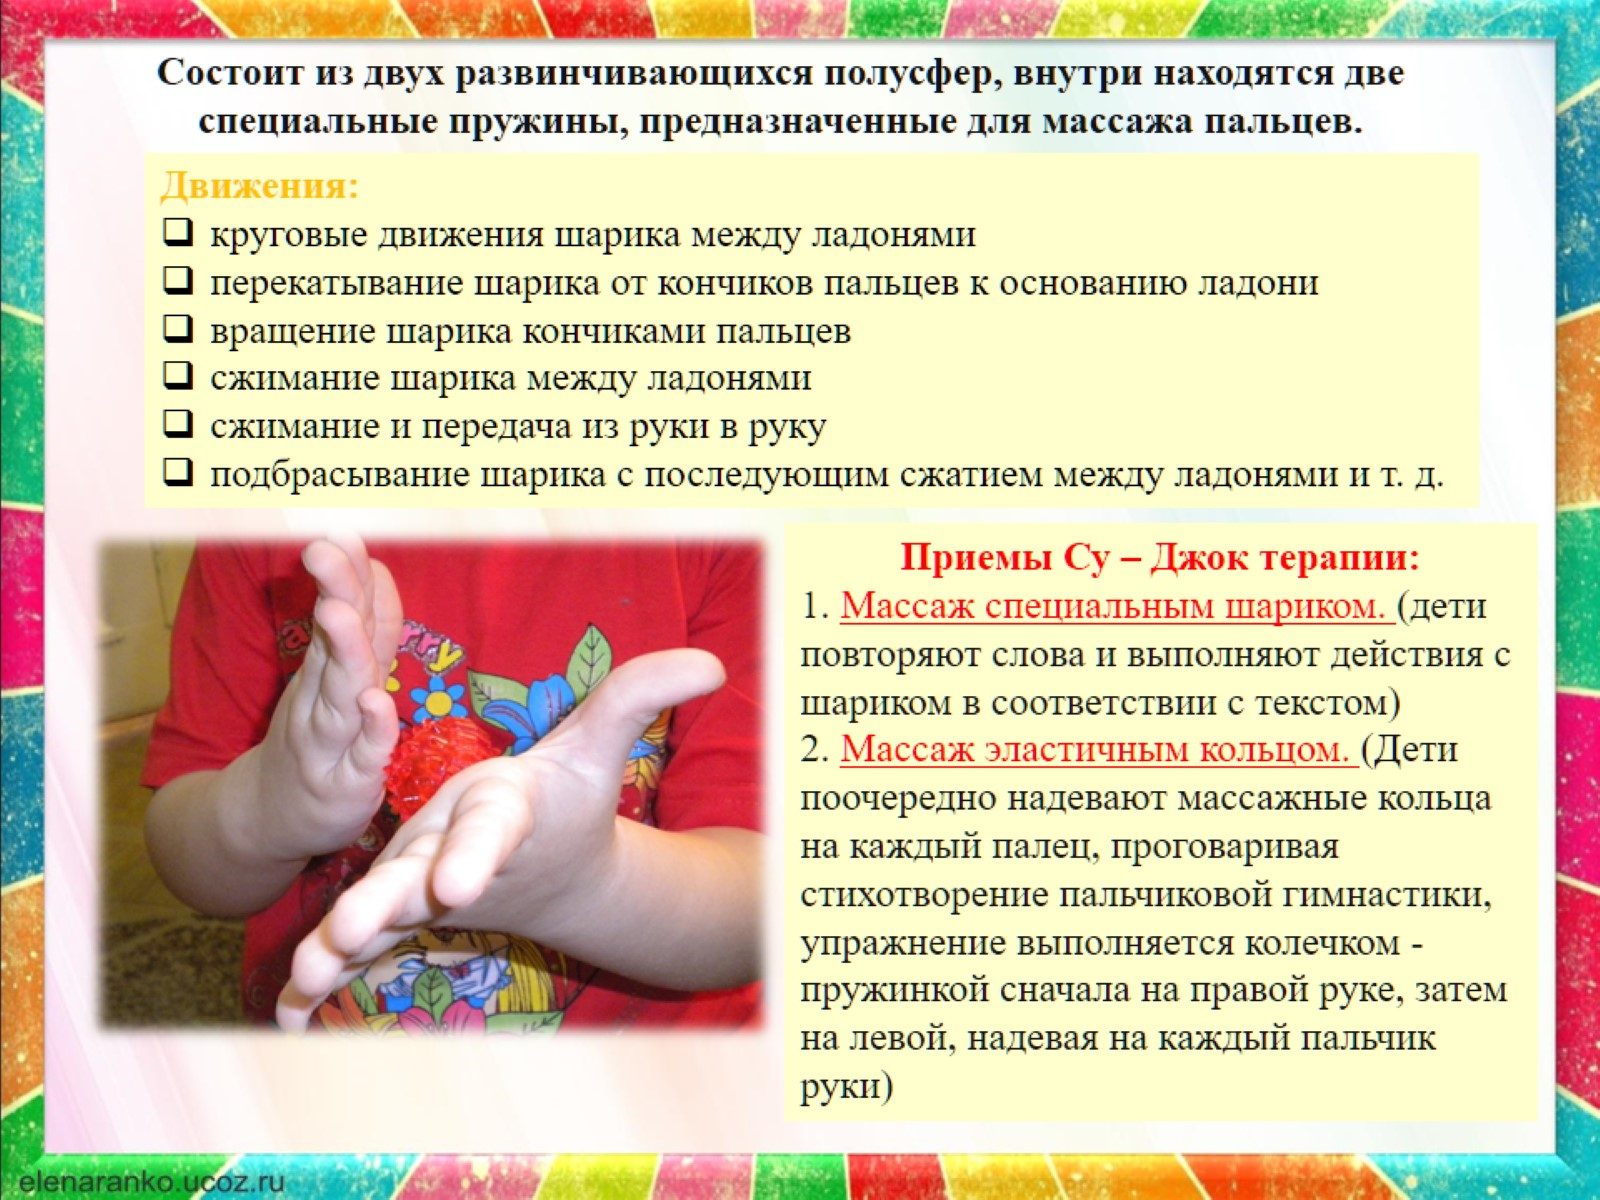 Состоит из двух развинчивающихся полусфер, внутри находятся две
специальные пружины, предназначенные для массажа пальцев.
Движения:
❑ круговые движения шарика между ладонями
❑ перекатывание шарика от кончиков пальцев к основанию ладони
❑ вращение шарика кончиками пальцев
❑ сжимание шарика между ладонями
❑ сжимание и передача из руки в руку
❑ подбрасывание шарика с последующим сжатием между ладонями и т. д.
Приемы Су – Джок терапии:
1. Массаж специальным шариком. (дети
повторяют слова и выполняют действия с
шариком в соответствии с текстом)
2. Массаж эластичным кольцом. (Дети
поочередно надевают массажные кольца
на каждый палец, проговаривая
стихотворение пальчиковой гимнастики,
упражнение выполняется колечком -
пружинкой сначала на правой руке, затем
на левой, надевая на каждый пальчик
руки)
elenaranko.ucoz.ru